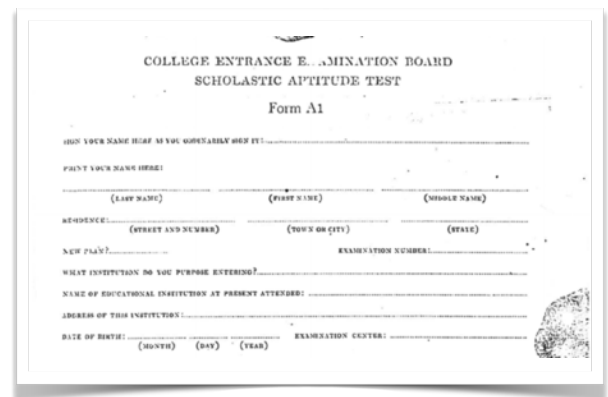 COLLEGE ENTRANCE E..AMINATION BOARD
SCHOLASTIC APTITUDE TEST
Form A1
SIGN YOUR NAME HERE AS YOU ORDINARILY SIGN IT:
PRINT YOUR NAME HERE:
(LAST NAME) (FIRST NAME) (MIDDLE NAME)
RESIDENCE:
(STREET AND NUMBER) (TOWN OR CITY) (STATE)
NEW PLAN? EXAMINATION NUMBER:
WHAT INSTITUTION DO YOU PURPOSE ENTERING?
NAME OF EDUCATIONAL INSTITUTION AT PRESENT ATTENDED:
ADDRESS OF THIS INSTITUTION:
DATE OF BIRTH: EXAMINATION CENTER:
(MONTH) (DAY) (YEAR)